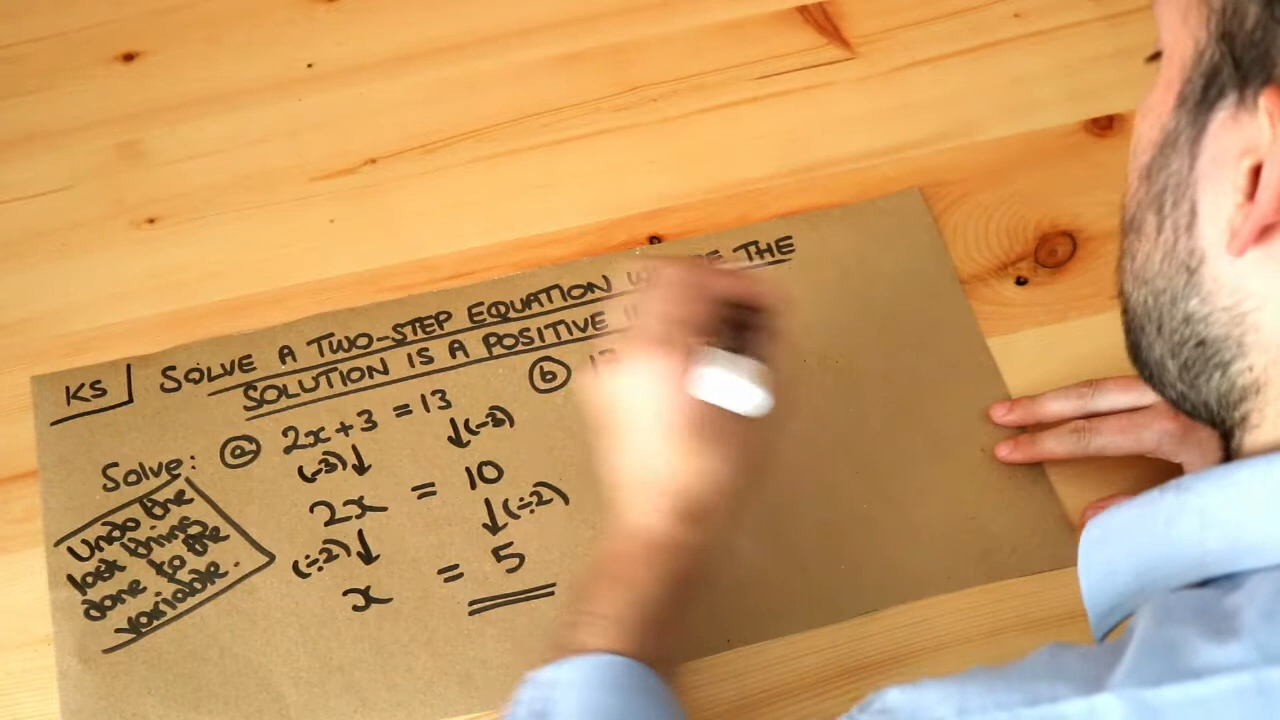 KS SOLVE A TWO-STEP EQUATION THE
SOLUTION IS A POSITIVE
Solve: (a) 2x+3 = 13
(-3)↓ ↓(-3)
2x = 10
(÷2)↓ ↓(÷2)
x = 5
Undo the
last thing
done to the
variable.
(b)